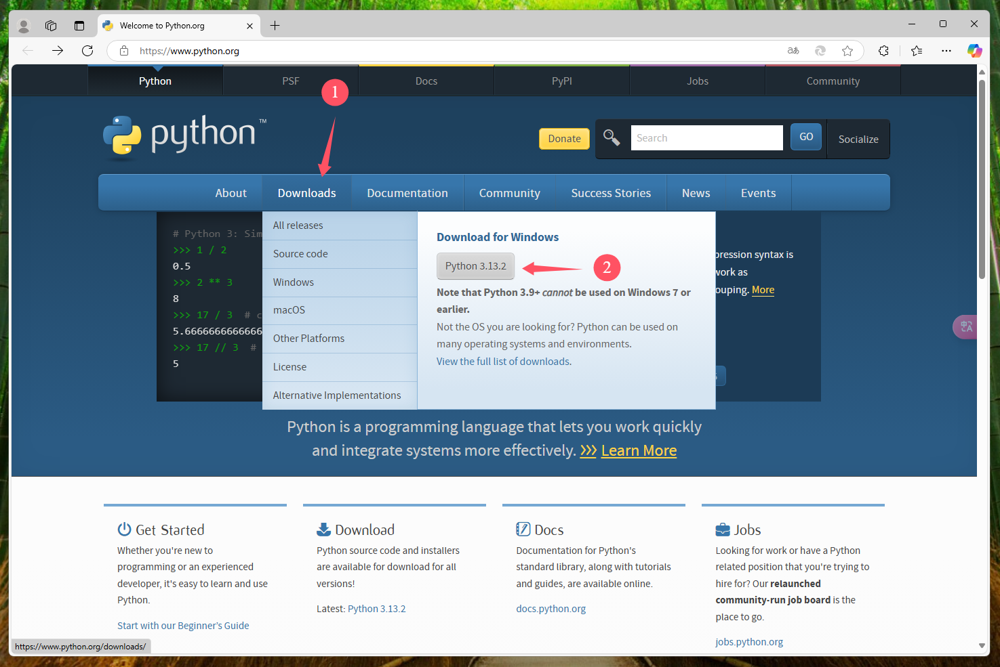 Welcome to Python.org
https://www.python.org
Python
PSF
Docs
PyPI
Jobs
Community
1
python™
Donate
Search
GO
Socialize
About
Downloads
Documentation
Community
Success Stories
News
Events
All releases
Source code
Windows
macOS
Other Platforms
License
Alternative Implementations
Download for Windows
Python 3.13.2
2
Note that Python 3.9+ cannot be used on Windows 7 or
earlier.
Not the OS you are looking for? Python can be used on
many operating systems and environments.
View the full list of downloads.
# Python 3: Sim
>>> 1 / 2
0.5
>>> 2 ** 3
8
>>> 17 / 3  # c
5.6666666666666
>>> 17 // 3  #
5
pression syntax is
work as
ouping. More
Python is a programming language that lets you work quickly
and integrate systems more effectively. >>> Learn More
Get Started
Whether you're new to
programming or an experienced
developer, it's easy to learn and use
Python.
Start with our Beginner’s Guide
Download
Python source code and installers
are available for download for all
versions!
Latest: Python 3.13.2
Docs
Documentation for Python's
standard library, along with tutorials
and guides, are available online.
docs.python.org
Jobs
Looking for work or have a Python
related position that you're trying to
hire for? Our relaunched
community-run job board is the
place to go.
jobs.python.org
https://www.python.org/downloads/